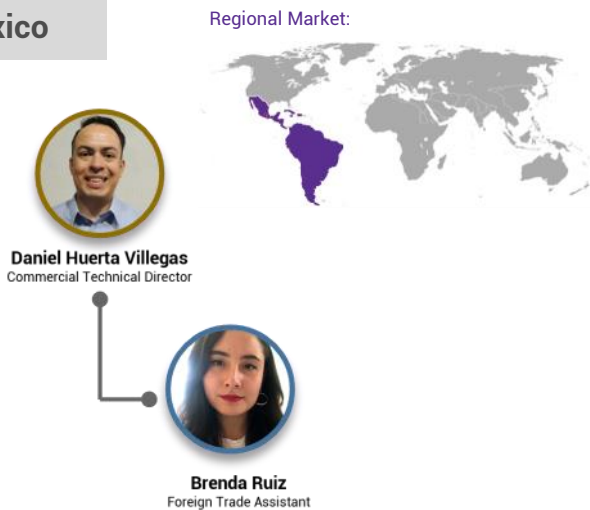 xico
Regional Market:
Daniel Huerta Villegas
Commercial Technical Director
Brenda Ruiz
Foreign Trade Assistant